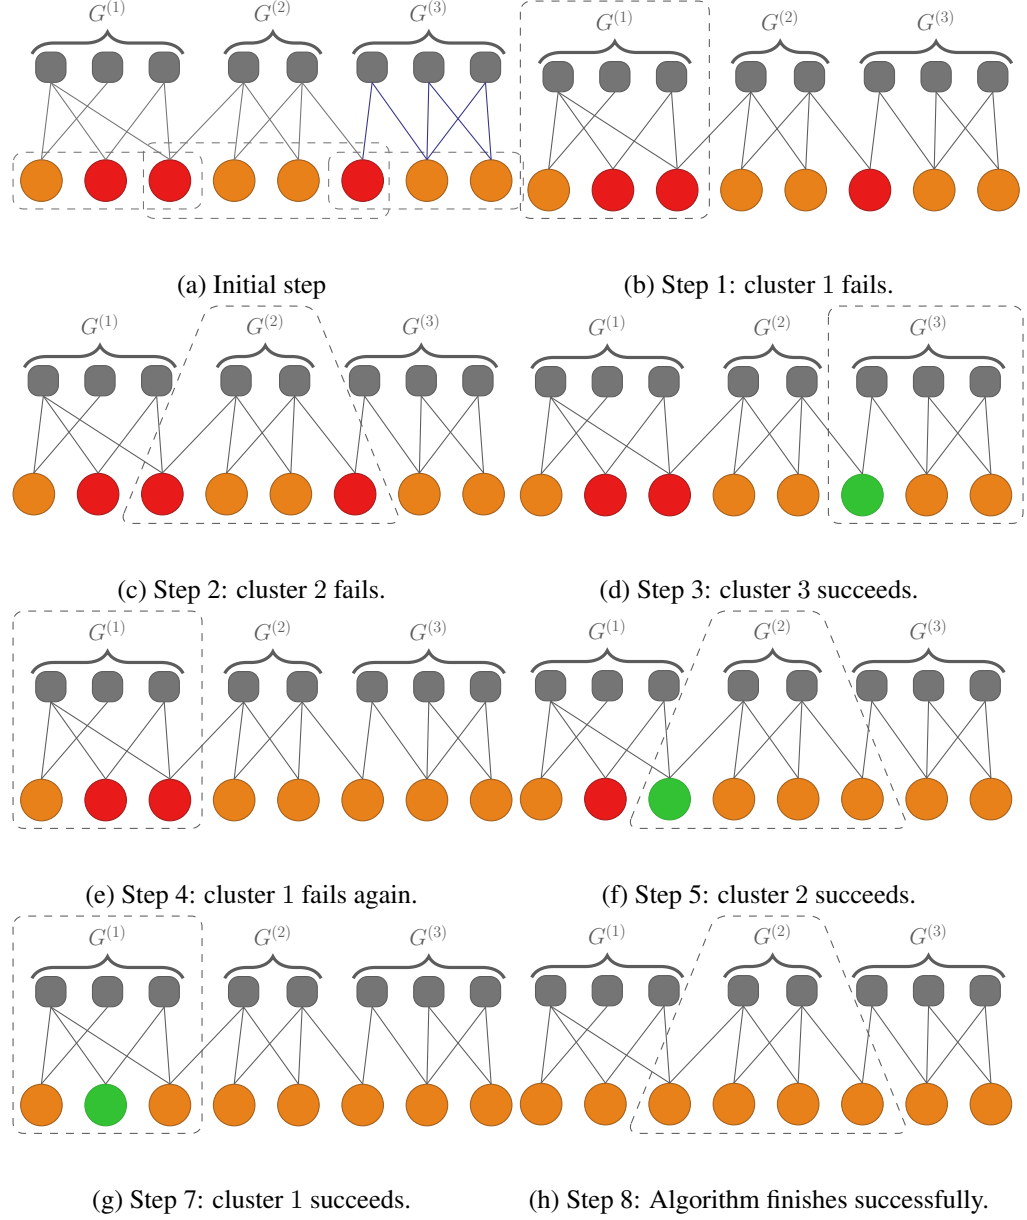 G^(1) G^(2) G^(3) G^(1) G^(2) G^(3)
(a) Initial step (b) Step 1: cluster 1 fails.
G^(1) G^(2) G^(3) G^(1) G^(2) G^(3)
(c) Step 2: cluster 2 fails. (d) Step 3: cluster 3 succeeds.
G^(1) G^(2) G^(3) G^(1) G^(2) G^(3)
(e) Step 4: cluster 1 fails again. (f) Step 5: cluster 2 succeeds.
G^(1) G^(2) G^(3) G^(1) G^(2) G^(3)
(g) Step 7: cluster 1 succeeds. (h) Step 8: Algorithm finishes successfully.